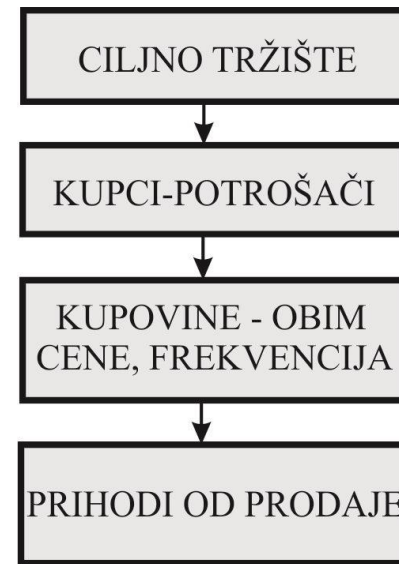 CILJNO TRŽIŠTE
KUPCI-POTROŠAČI
KUPOVINE - OBIM
CENE, FREKVENCIJA
PRIHODI OD PRODAJE